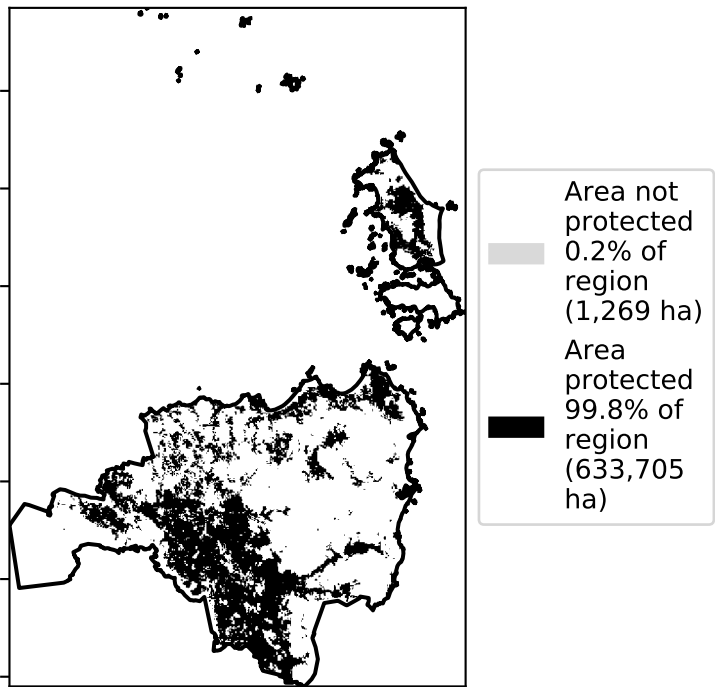 Area not
protected
0.2% of
region
(1,269 ha)
Area
protected
99.8% of
region
(633,705
ha)